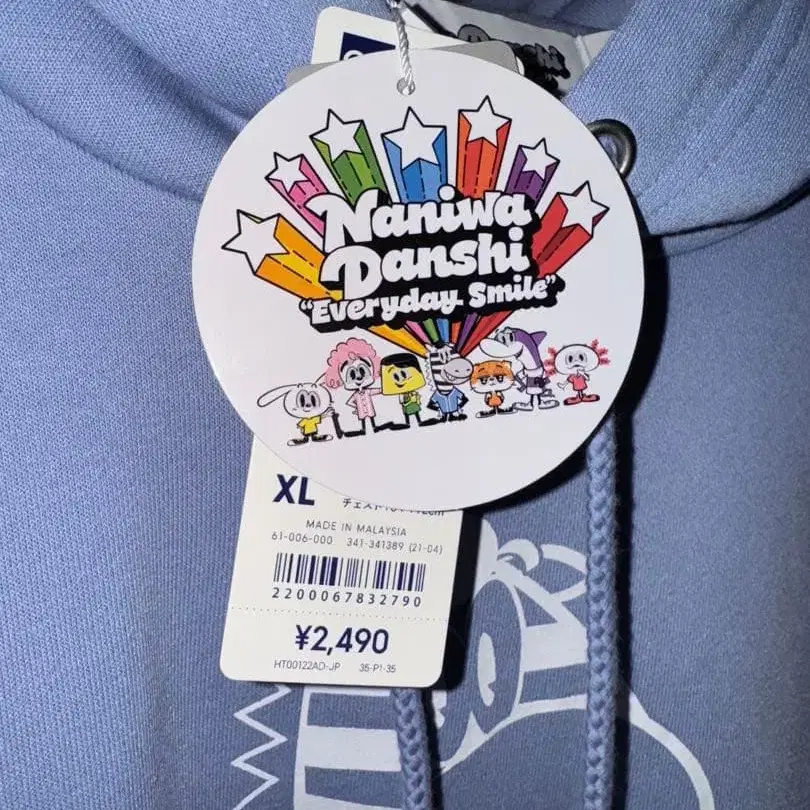 Naniwa
Danshi
"Everyday Smile"
XL
MADE IN MALAYSIA
61-006-000 341-341389 (21-04)
2200067832790
¥2,490
HT00122AD-JP 35-P1-35